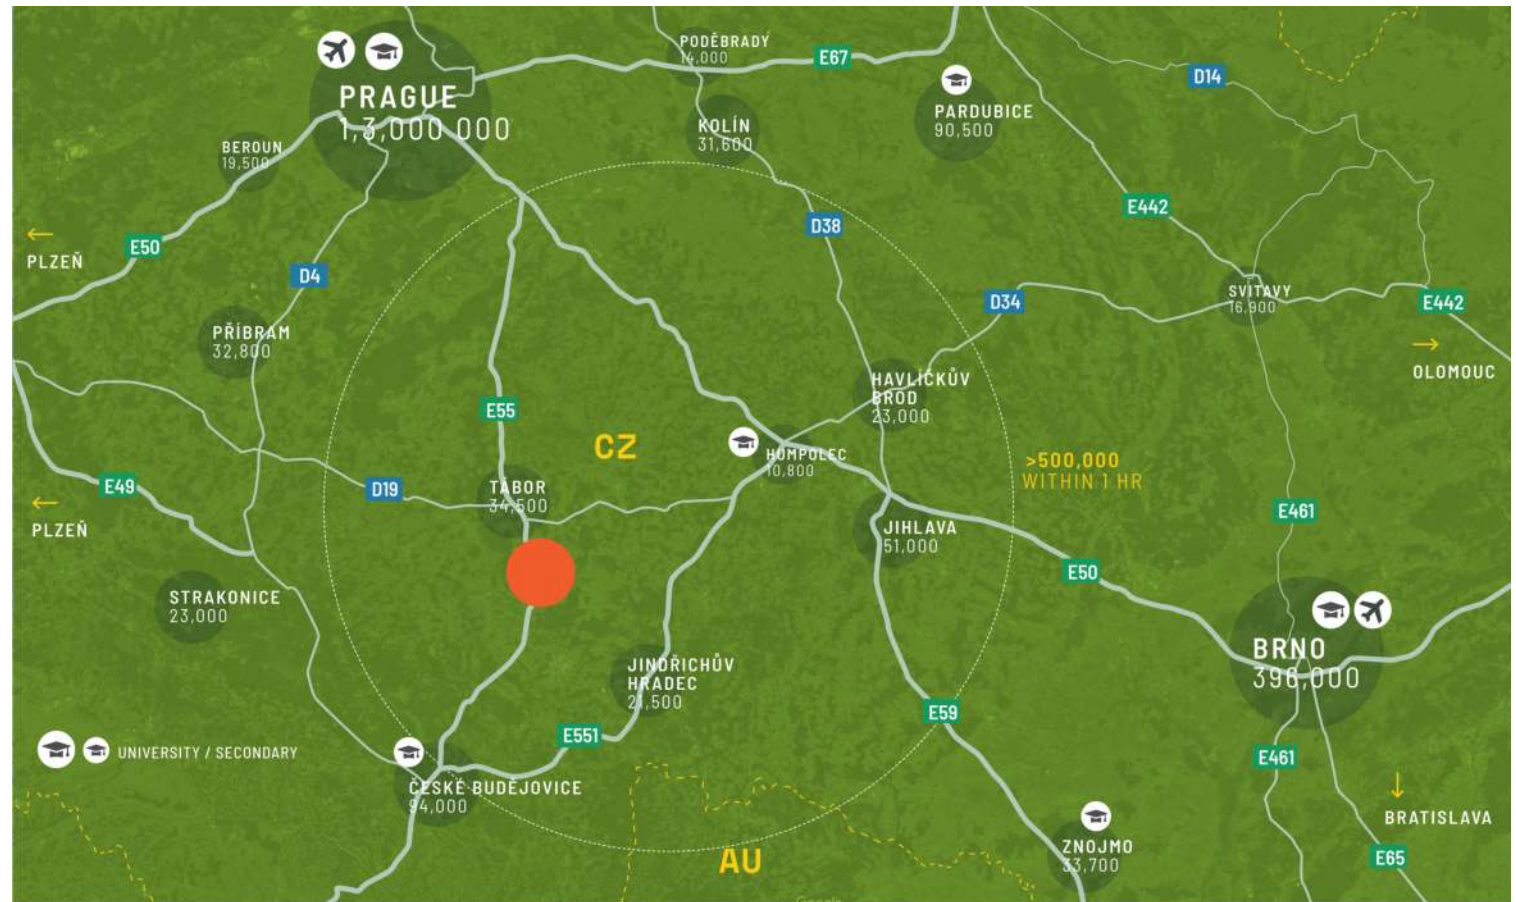 PODĚBRADY
14,000
E67
D14
PRAGUE
1,3,000 000
KOLÍN
31,600
PARDUBICE
90,500
BEROUN
19,500
E442
D38
E50
PLZEŇ
D4
SVITAVY
16,900
D34
E442
PŘÍBRAM
32,800
OLOMOUC
HAVLÍČKŮV
BROD
23,000
E55
CZ
HUMPOLEC
10,800
>500,000
WITHIN 1 HR
E49
D19
TÁBOR
34,500
PLZEŇ
E461
JIHLAVA
51,000
E50
STRAKONICE
23,000
BRNO
396,000
JINDŘICHŮV
HRADEC
21,500
E59
E551
UNIVERSITY / SECONDARY
E461
ČESKÉ BUDĚJOVICE
94,000
BRATISLAVA
ZNOJMO
33,700
E65
AU
Google